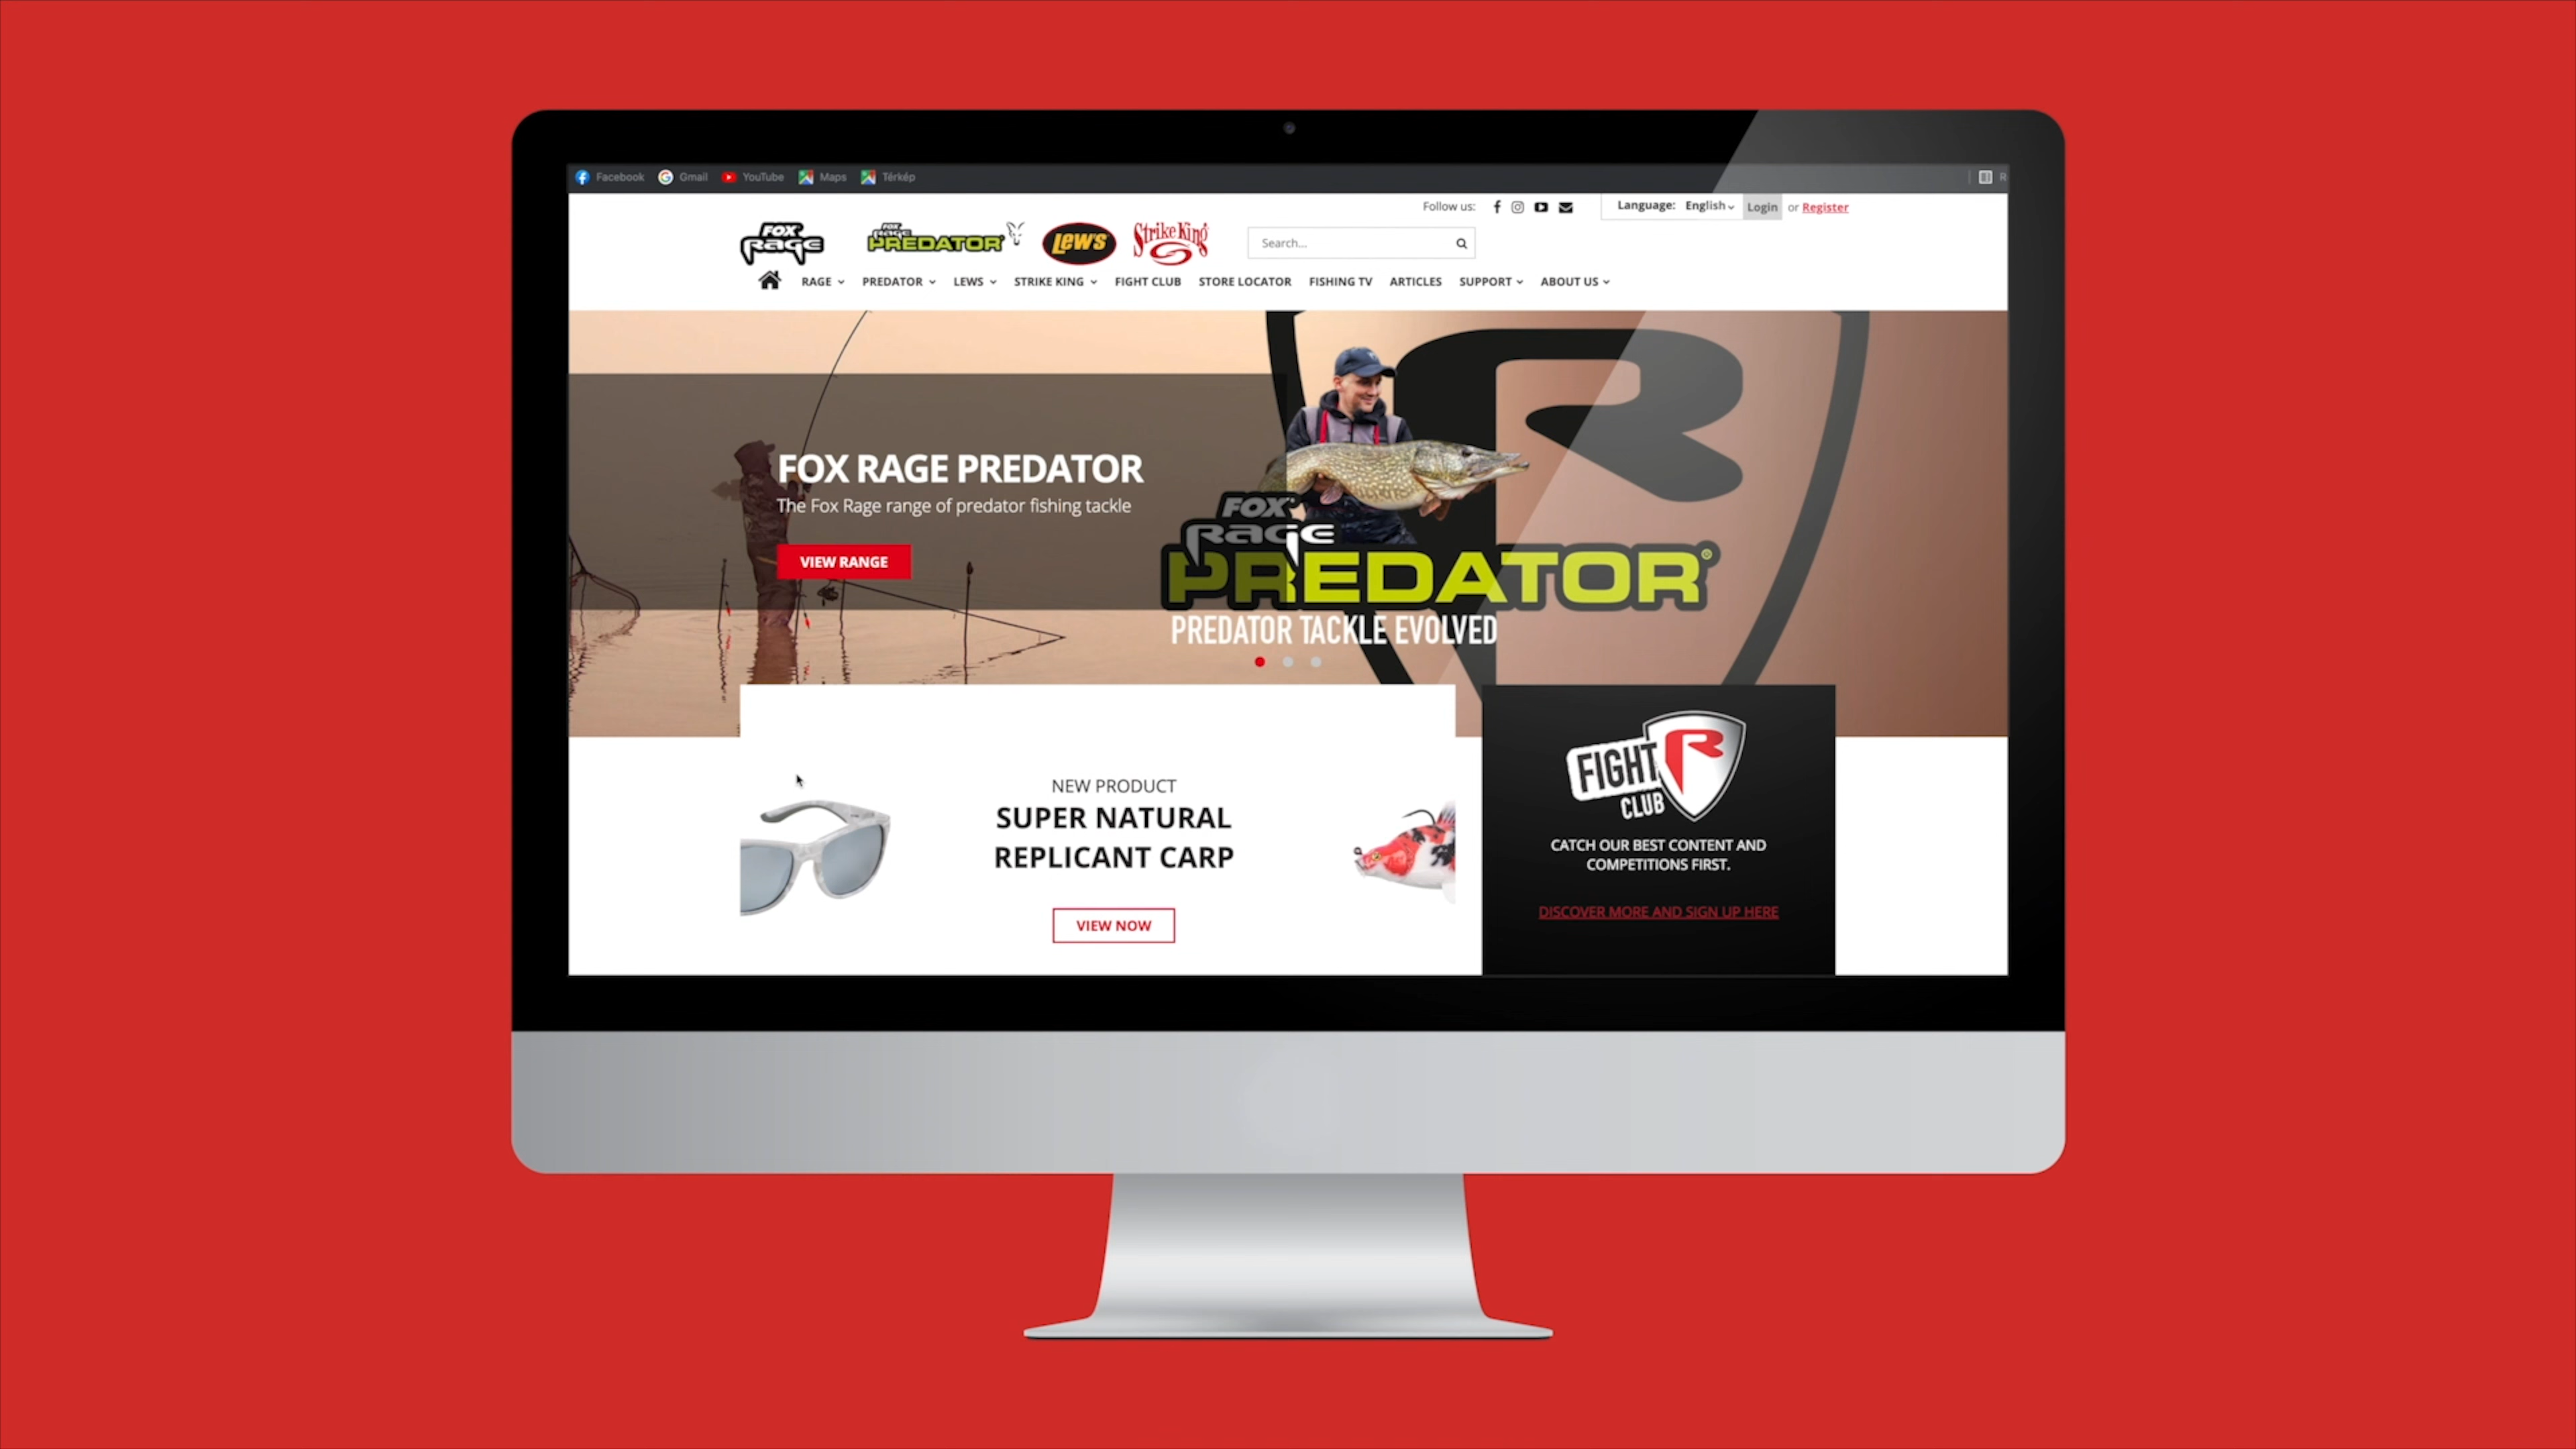 Facebook Gmail YouTube Maps Térkép
R
Follow us: Language: English Login or Register
FOX RAGE
FOX RAGE PREDATOR
Lew's
Strike King
Search...
RAGE PREDATOR LEWS STRIKE KING FIGHT CLUB STORE LOCATOR FISHING TV ARTICLES SUPPORT ABOUT US
FOX RAGE PREDATOR
The Fox Rage range of predator fishing tackle
VIEW RANGE
FOX
RAGE
PREDATOR®
PREDATOR TACKLE EVOLVED
NEW PRODUCT
SUPER NATURAL
REPLICANT CARP
VIEW NOW
FIGHT
CLUB
CATCH OUR BEST CONTENT AND
COMPETITIONS FIRST.
DISCOVER MORE AND SIGN UP HERE